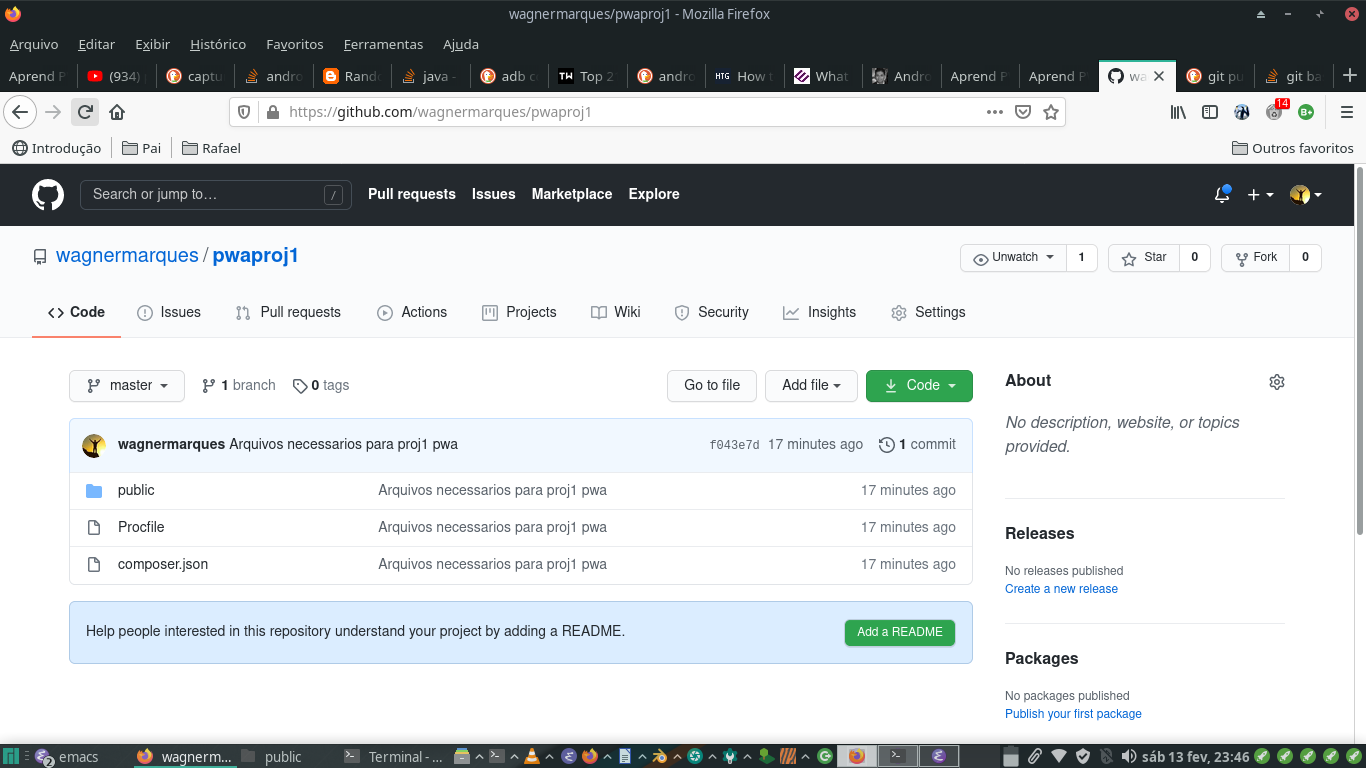 wagnermarques/pwaproj1 - Mozilla Firefox
Arquivo Editar Exibir Histórico Favoritos Ferramentas Ajuda
Aprend P (934) captu andro Rand java - adb c TW Top 2 andro HTG How t What Andro Aprend P Aprend P wa git pu git ba
https://github.com/wagnermarques/pwaproj1 14 B+
Introdução Pai Rafael Outros favoritos
Search or jump to… / Pull requests Issues Marketplace Explore
wagnermarques / pwaproj1 Unwatch 1 Star 0 Fork 0
Code Issues Pull requests Actions Projects Wiki Security Insights Settings
master 1 branch 0 tags Go to file Add file Code
About
No description, website, or topics
provided.
wagnermarques Arquivos necessarios para proj1 pwa f043e7d 17 minutes ago 1 commit
public Arquivos necessarios para proj1 pwa 17 minutes ago
Procfile Arquivos necessarios para proj1 pwa 17 minutes ago
composer.json Arquivos necessarios para proj1 pwa 17 minutes ago
Help people interested in this repository understand your project by adding a README. Add a README
Releases
No releases published
Create a new release
Packages
No packages published
Publish your first package
2 emacs wagnerm... public Terminal - ... sáb 13 fev, 23:46